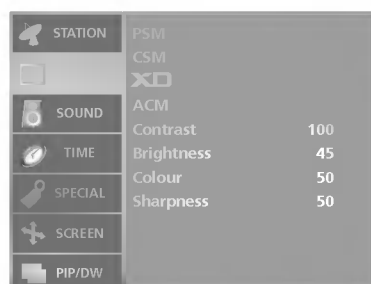 STATION
SOUND
TIME
SPECIAL
SCREEN
PIP/DW
PSM
CSM
XD
ACM
Contrast 100
Brightness 45
Colour 50
Sharpness 50